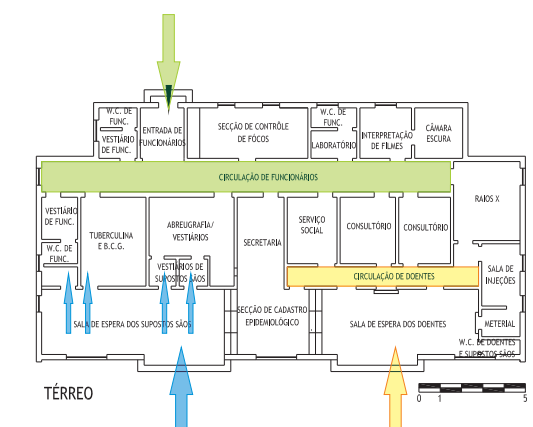 W.C. DE
FUNC.
VESTIÁRIO
DE FUNC.
ENTRADA DE
FUNCIONÁRIOS
SECÇÃO DE CONTRÔLE
DE FÓCOS
W.C. DE
FUNC.
LABORATÓRIO
INTERPRETAÇÃO
DE FILMES
CÂMARA
ESCURA
CIRCULAÇÃO DE FUNCIONÁRIOS
RAIOS X
VESTIÁRIO
DE FUNC.
W.C. DE
FUNC.
TUBERCULINA
E B.C.G.
ABREUGRAFIA/
VESTIÁRIOS
VESTIÁRIOS DE
SUPOSTOS SÃOS
SECRETARIA
SERVIÇO
SOCIAL
CONSULTÓRIO
CONSULTÓRIO
CIRCULAÇÃO DE DOENTES
SALA DE
INJEÇÕES
SALA DE ESPERA DOS SUPOSTOS SÃOS
SECÇÃO DE CADASTRO
EPIDEMIOLÓGICO
SALA DE ESPERA DOS DOENTES
METERIAL
W.C. DE DOENTES
E SUPOSTOS SÃOS
TÉRREO
0 1 5